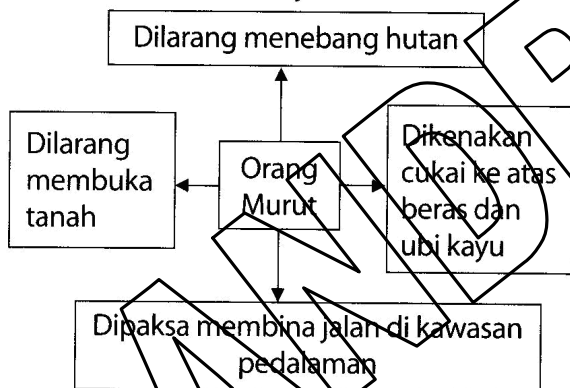 Dilarang menebang hutan
Dilarang
membuka
tanah
Orang
Murut
Dikenakan
cukai ke atas
beras dan
ubi kayu
Dipaksa membina jalan di kawasan
pedalaman